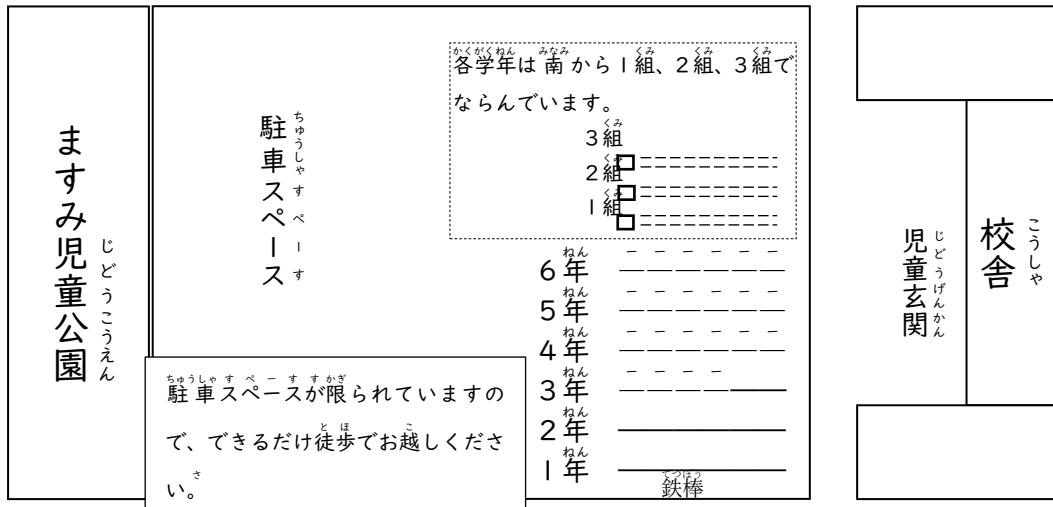 ますみ児童公園
じどうこうえん
駐車スペース
ちゅうしゃすぺーす
かくがくねん みなみ くみ くみ くみ
各学年は南から1組、2組、3組で
ならんでいます。
くみ
3組
くみ
2組
くみ
1組
ねん
6年
ねん
5年
ねん
4年
ねん
3年
ねん
2年
ねん
1年
てつぼう
鉄棒
ちゅうしゃすぺーす かぎ
駐車スペースが限られていますの
とほ こ
で、できるだけ徒歩でお越しくださ
さ
い。
児童玄関
じどうげんかん
校舎
こうしゃ